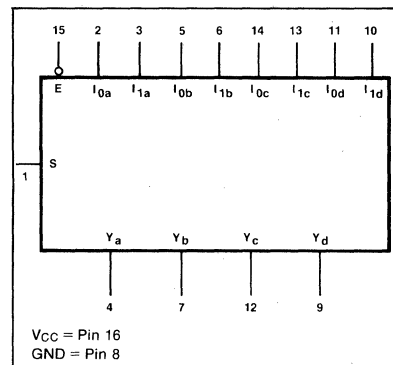 15 2 3 5 6 14 13 11 10
E I0a I1a I0b I1b I0c I1c I0d I1d
1 S
Ya Yb Yc Yd
4 7 12 9
VCC = Pin 16
GND = Pin 8